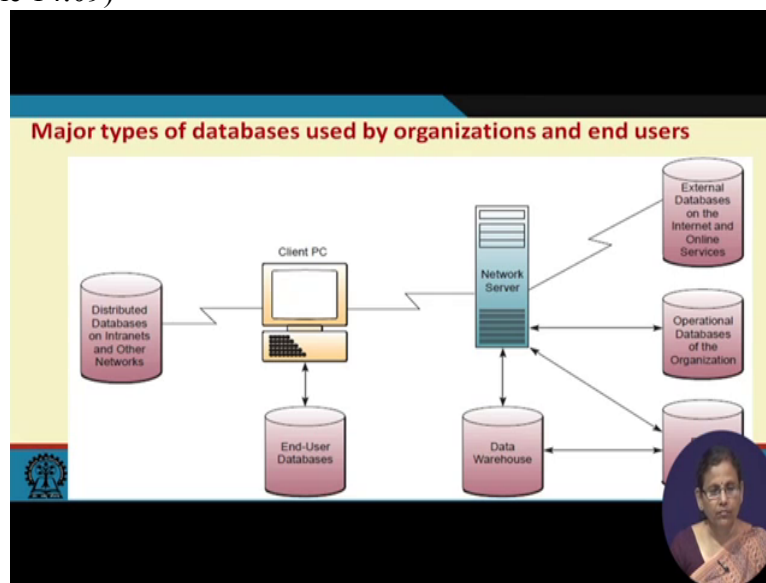 Major types of databases used by organizations and end users
External
Databases
on the
Internet and
Online
Services
Client PC
Network
Server
Distributed
Databases
on Intranets
and Other
Networks
Operational
Databases
of the
Organization
End-User
Databases
Data
Warehouse